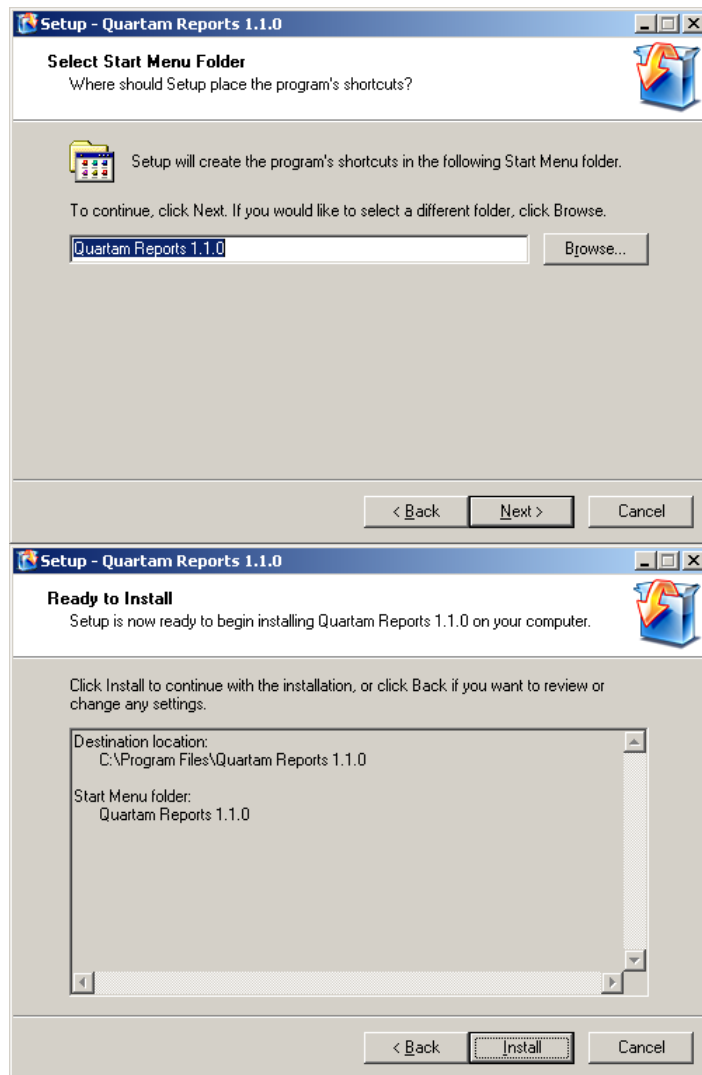 Setup - Quartam Reports 1.1.0
Select Start Menu Folder
Where should Setup place the program's shortcuts?
Setup will create the program's shortcuts in the following Start Menu folder.
To continue, click Next. If you would like to select a different folder, click Browse.
Quartam Reports 1.1.0
Browse...
< Back
Next >
Cancel
Setup - Quartam Reports 1.1.0
Ready to Install
Setup is now ready to begin installing Quartam Reports 1.1.0 on your computer.
Click Install to continue with the installation, or click Back if you want to review or
change any settings.
Destination location:
C:\Program Files\Quartam Reports 1.1.0
Start Menu folder:
Quartam Reports 1.1.0
< Back
Install
Cancel